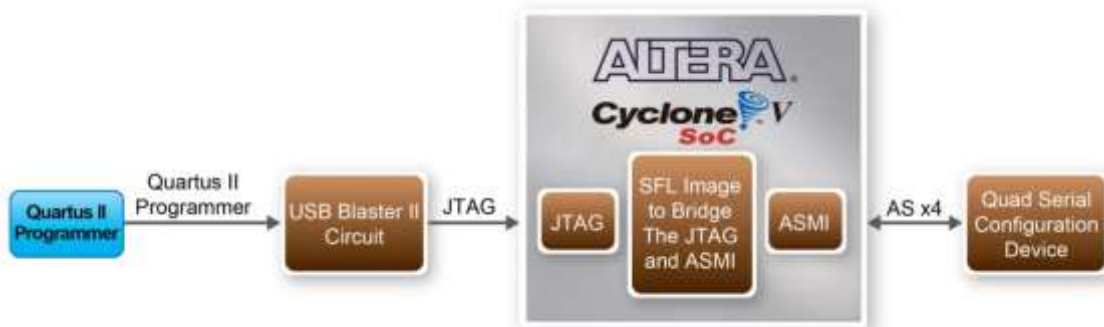 ALTERA®
Cyclone V
SoC
Quartus II
Programmer
Quartus II
Programmer
USB Blaster II
Circuit
JTAG
JTAG
SFL Image
to Bridge
The JTAG
and ASMI
ASMI
AS x4
Quad Serial
Configuration
Device